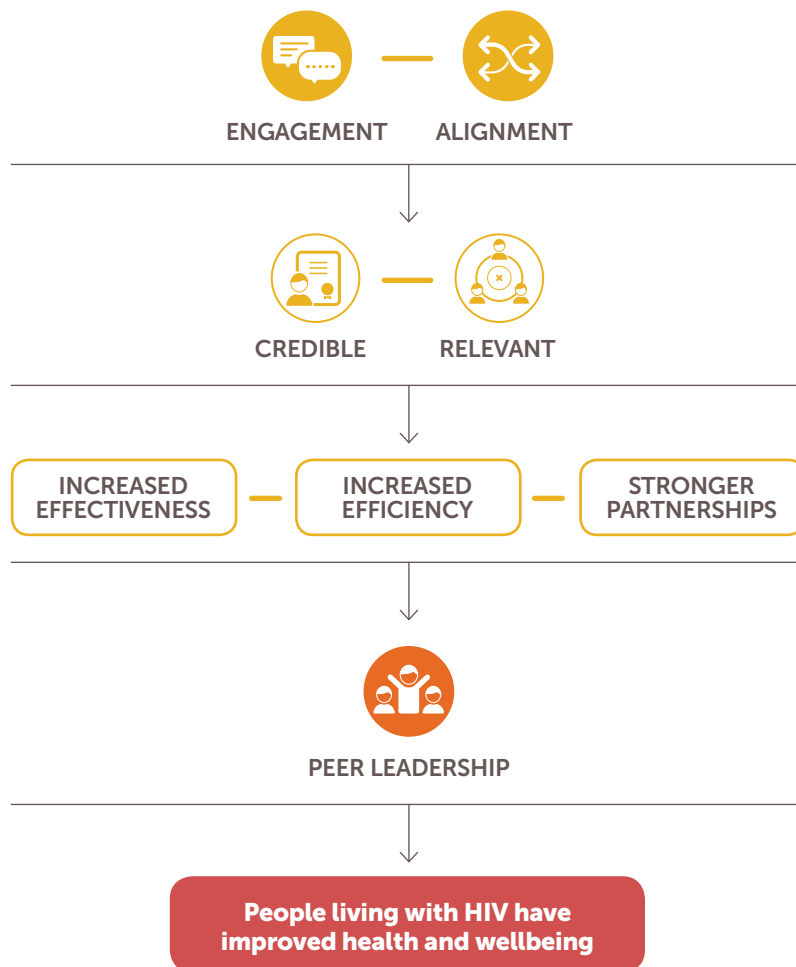 ENGAGEMENT ALIGNMENT
CREDIBLE RELEVANT
INCREASED
EFFECTIVENESS
INCREASED
EFFICIENCY
STRONGER
PARTNERSHIPS
PEER LEADERSHIP
People living with HIV have
improved health and wellbeing